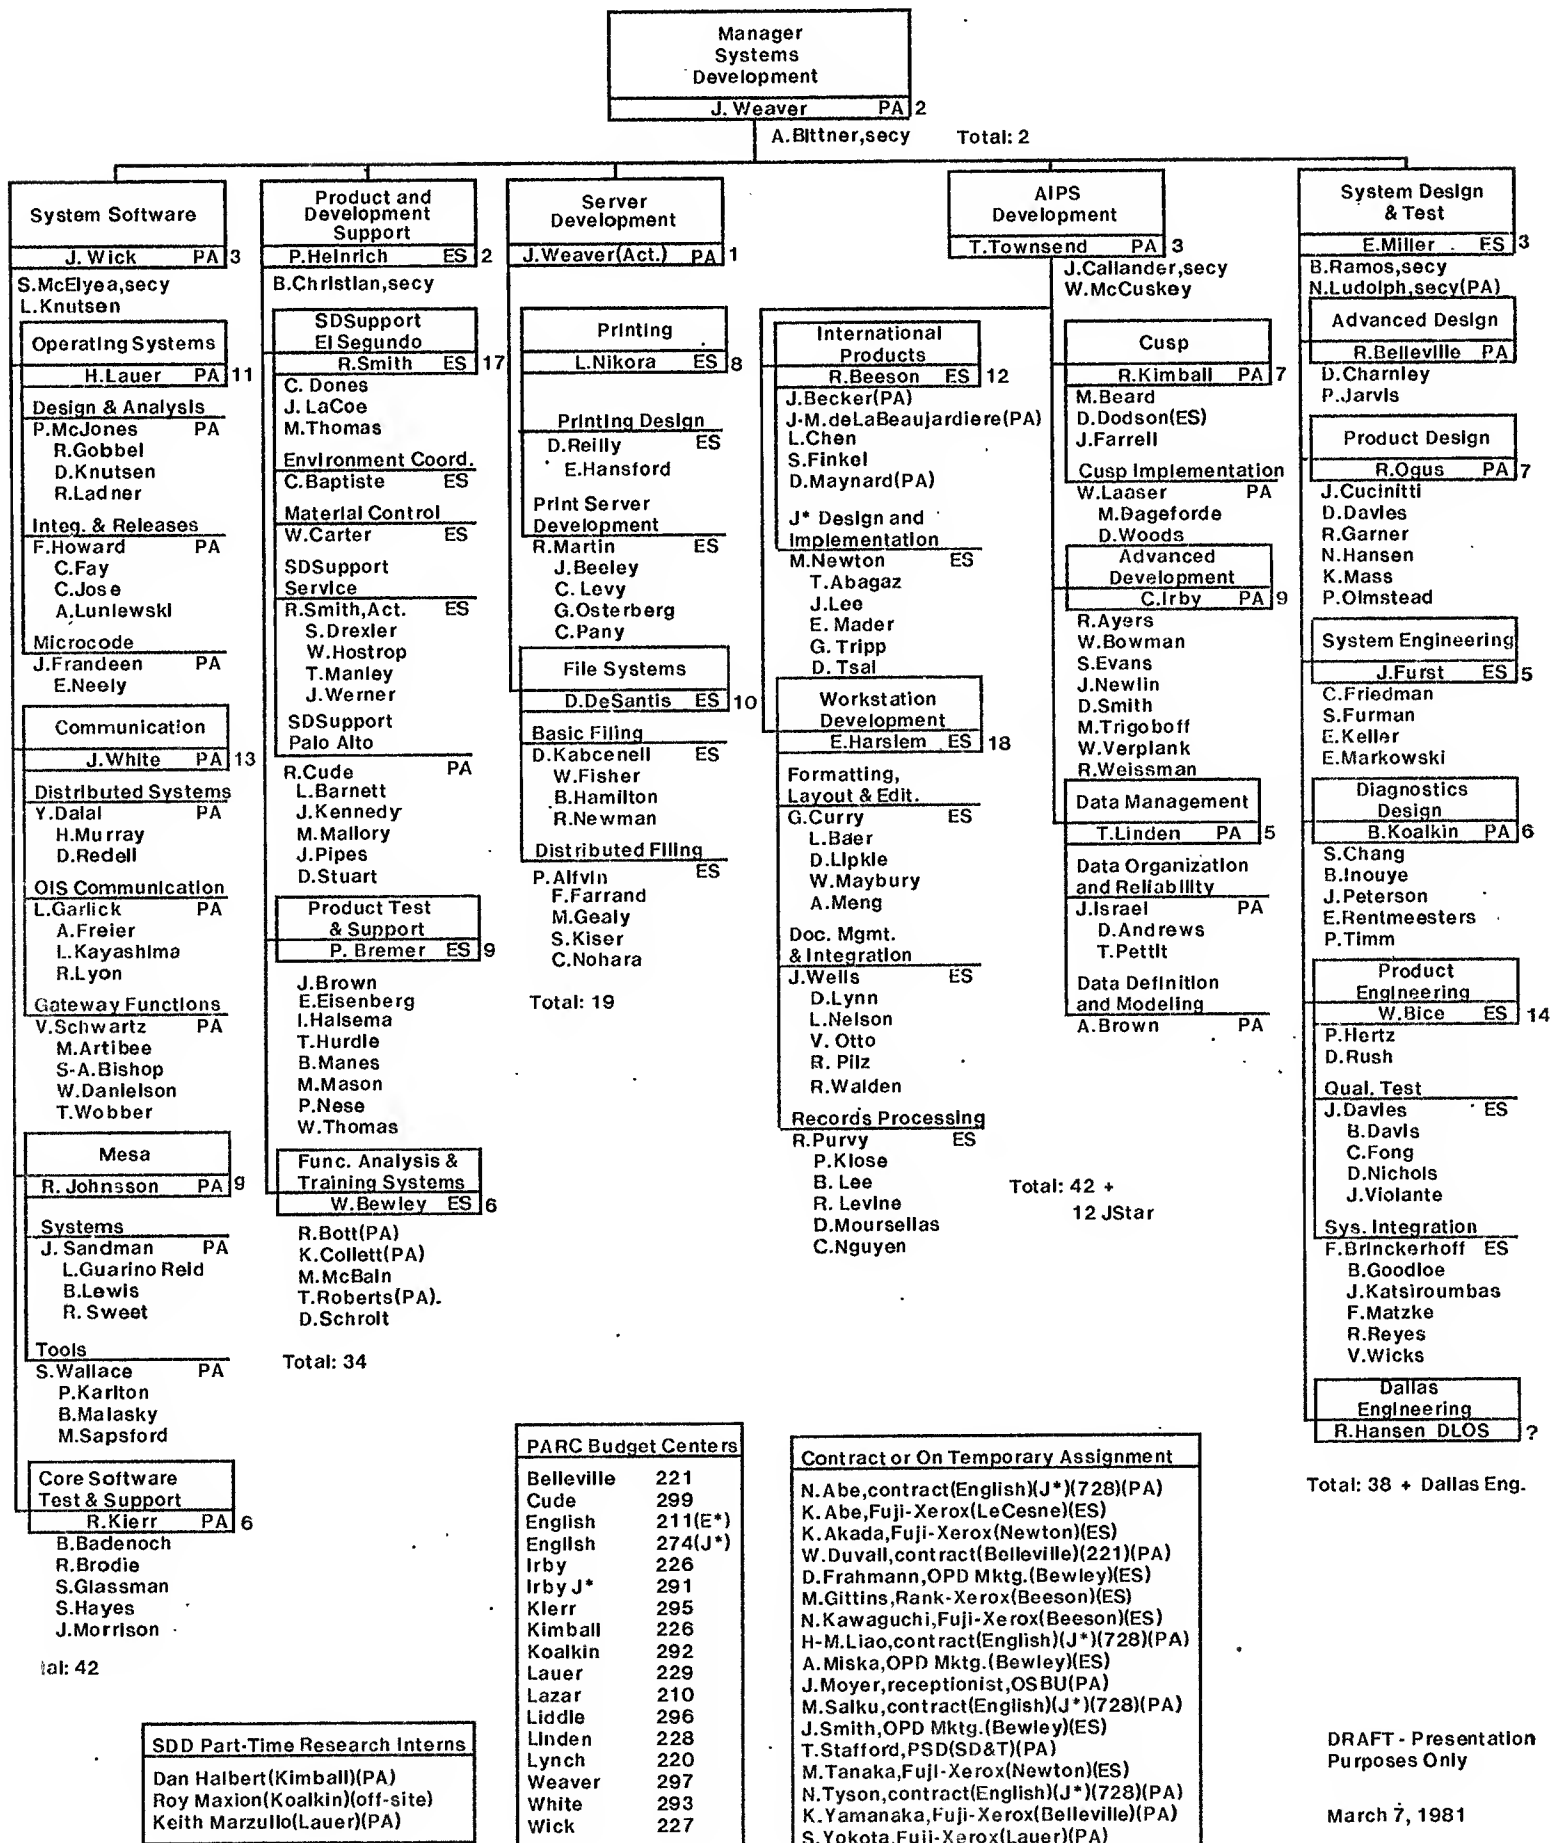 Manager
Systems
Development
J. Weaver PA 2
A.Bittner,secy Total: 2
System Software
J. Wick PA 3
S.McElyea,secy
L.Knutsen
Operating Systems
H.Lauer PA 11
Design & Analysis
P.McJones PA
R.Gobbel
D.Knutsen
R.Ladner
Integ. & Releases
F.Howard PA
C.Fay
C.Jose
A.Luniewski
Microcode
J.Frandeen PA
E.Neely
Communication
J.White PA 13
Distributed Systems
Y.Dalal PA
H.Murray
D.Redell
OIS Communication
L.Garlick PA
A.Freier
L.Kayashima
R.Lyon
Gateway Functions
V.Schwartz PA
M.Artibee
S-A.Bishop
W.Danielson
T.Wobber
Mesa
R. Johnsson PA 9
Systems
J. Sandman PA
L.Guarino Reid
B.Lewis
R. Sweet
Tools
S.Wallace PA
P.Karlton
B.Malasky
M.Sapsford
Core Software
Test & Support
R.Kierr PA 6
B.Badenoch
R.Brodie
S.Glassman
S.Hayes
J.Morrison
tal: 42
Product and
Development
Support
P.Heinrich ES 2
B.Christian,secy
SDSupport
El Segundo
R.Smith ES 17
C. Dones
J. LaCoe
M.Thomas
Environment Coord.
C.Baptiste ES
Material Control
W.Carter ES
SDSupport
Service
R.Smith,Act. ES
S.Drexler
W.Hostrop
T.Manley
J.Werner
SDSupport
Palo Alto
R.Cude PA
L.Barnett
J.Kennedy
M.Mallory
J.Pipes
D.Stuart
Product Test
& Support
P. Bremer ES 9
J.Brown
E.Eisenberg
I.Halsema
T.Hurdle
B.Manes
M.Mason
P.Nese
W.Thomas
Func. Analysis &
Training Systems
W.Bewley ES 6
R.Bott(PA)
K.Collett(PA)
M.McBain
T.Roberts(PA).
D.Schrolt
Total: 34
Server
Development
J.Weaver(Act.) PA 1
Printing
L.Nikora ES 8
Printing Design
D.Reilly ES
E.Hansford
Print Server
Development
R.Martin ES
J.Beeley
C. Levy
G.Osterberg
C.Pany
File Systems
D.DeSantis ES 10
Basic Filing
D.Kabcenell ES
W.Fisher
B.Hamilton
R.Newman
Distributed Filing
P.Alfvin ES
F.Farrand
M.Gealy
S.Kiser
C.Nohara
Total: 19
AIPS
Development
T.Townsend PA 3
J.Callander,secy
W.McCuskey
International
Products
R.Beeson ES 12
J.Becker(PA)
J-M.deLaBeaujardiere(PA)
L.Chen
S.Finkel
D.Maynard(PA)
J* Design and
Implementation
M.Newton ES
T.Abagaz
J.Lee
E. Mader
G. Tripp
D. Tsai
Workstation
Development
E.Harslem ES 18
Formatting,
Layout & Edit.
G.Curry ES
L.Baer
D.Lipkie
W.Maybury
A.Meng
Doc. Mgmt.
& Integration
J.Wells ES
D.Lynn
L.Nelson
V. Otto
R. Pilz
R.Walden
Records Processing
R.Purvy ES
P.Klose
B. Lee
R. Levine
D.Moursellas
C.Nguyen
Cusp
R.Kimball PA 7
M.Beard
D.Dodson(ES)
J.Farrell
Cusp Implementation
W.Laaser PA
M.Dageforde
D.Woods
Advanced
Development
C.Irby PA 9
R.Ayers
W.Bowman
S.Evans
J.Newlin
D.Smith
M.Trigoboff
W.Verplank
R.Weissman
Data Management
T.Linden PA 5
Data Organization
and Reliability
J.Israel PA
D.Andrews
T.Pettit
Data Definition
and Modeling
A.Brown PA
Total: 42 +
12 JStar
System Design
& Test
E.Miller ES 3
B.Ramos,secy
N.Ludolph,secy(PA)
Advanced Design
R.Belleville PA
D.Charnley
P.Jarvis
Product Design
R.Ogus PA 7
J.Cucinitti
D.Davies
R.Garner
N.Hansen
K.Mass
P.Olmstead
System Engineering
J.Furst ES 5
C.Friedman
S.Furman
E.Keller
E.Markowski
Diagnostics
Design
B.Koalkin PA 6
S.Chang
B.Inouye
J.Peterson
E.Rentmeesters
P.Timm
Product
Engineering
W.Bice ES 14
P.Hertz
D.Rush
Qual. Test
J.Davies ES
B.Davis
C.Fong
D.Nichols
J.Violante
Sys. Integration
F.Brinckerhoff ES
B.Goodloe
J.Katsiroumbas
F.Matzke
R.Reyes
V.Wicks
Dallas
Engineering
R.Hansen DLOS ?
Total: 38 + Dallas Eng.
SDD Part-Time Research Interns
Dan Halbert(Kimball)(PA)
Roy Maxion(Koalkin)(off-site)
Keith Marzullo(Lauer)(PA)
PARC Budget Centers
Belleville 221
Cude 299
English 211(E*)
English 274(J*)
Irby 226
Irby J* 291
Kierr 295
Kimball 226
Koalkin 292
Lauer 229
Lazar 210
Liddle 296
Linden 228
Lynch 220
Weaver 297
White 293
Wick 227
Contract or On Temporary Assignment
N.Abe,contract(English)(J*)(728)(PA)
K.Abe,Fuji-Xerox(LeCesne)(ES)
K.Akada,Fuji-Xerox(Newton)(ES)
W.Duvall,contract(Belleville)(221)(PA)
D.Frahmann,OPD Mktg.(Bewley)(ES)
M.Gittins,Rank-Xerox(Beeson)(ES)
N.Kawaguchi,Fuji-Xerox(Beeson)(ES)
H-M.Liao,contract(English)(J*)(728)(PA)
A.Miska,OPD Mktg.(Bewley)(ES)
J.Moyer,receptionist,OSBU(PA)
M.Saiku,contract(English)(J*)(728)(PA)
J.Smith,OPD Mktg.(Bewley)(ES)
T.Stafford,PSD(SD&T)(PA)
M.Tanaka,Fuji-Xerox(Newton)(ES)
N.Tyson,contract(English)(J*)(728)(PA)
K.Yamanaka,Fuji-Xerox(Belleville)(PA)
S.Yokota,Fuji-Xerox(Lauer)(PA)
DRAFT - Presentation
Purposes Only
March 7, 1981